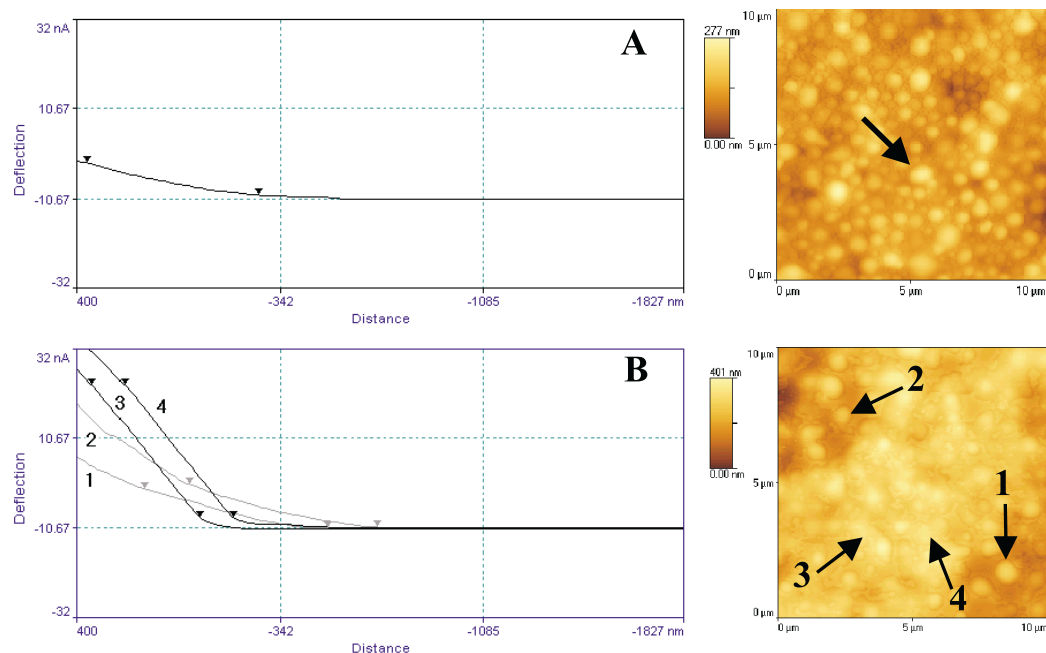 32 nA
A
10.67
Deflection
-10.67
-32
400
-342
-1085
-1827 nm
Distance
277 nm
0.00 nm
10 µm
5 µm
0 µm
0 µm
5 µm
10 µm
32 nA
B
3
4
2
10.67
1
Deflection
-10.67
-32
400
-342
-1085
-1827 nm
Distance
401 nm
0.00 nm
10 µm
2
5 µm
1
3
4
0 µm
0 µm
5 µm
10 µm